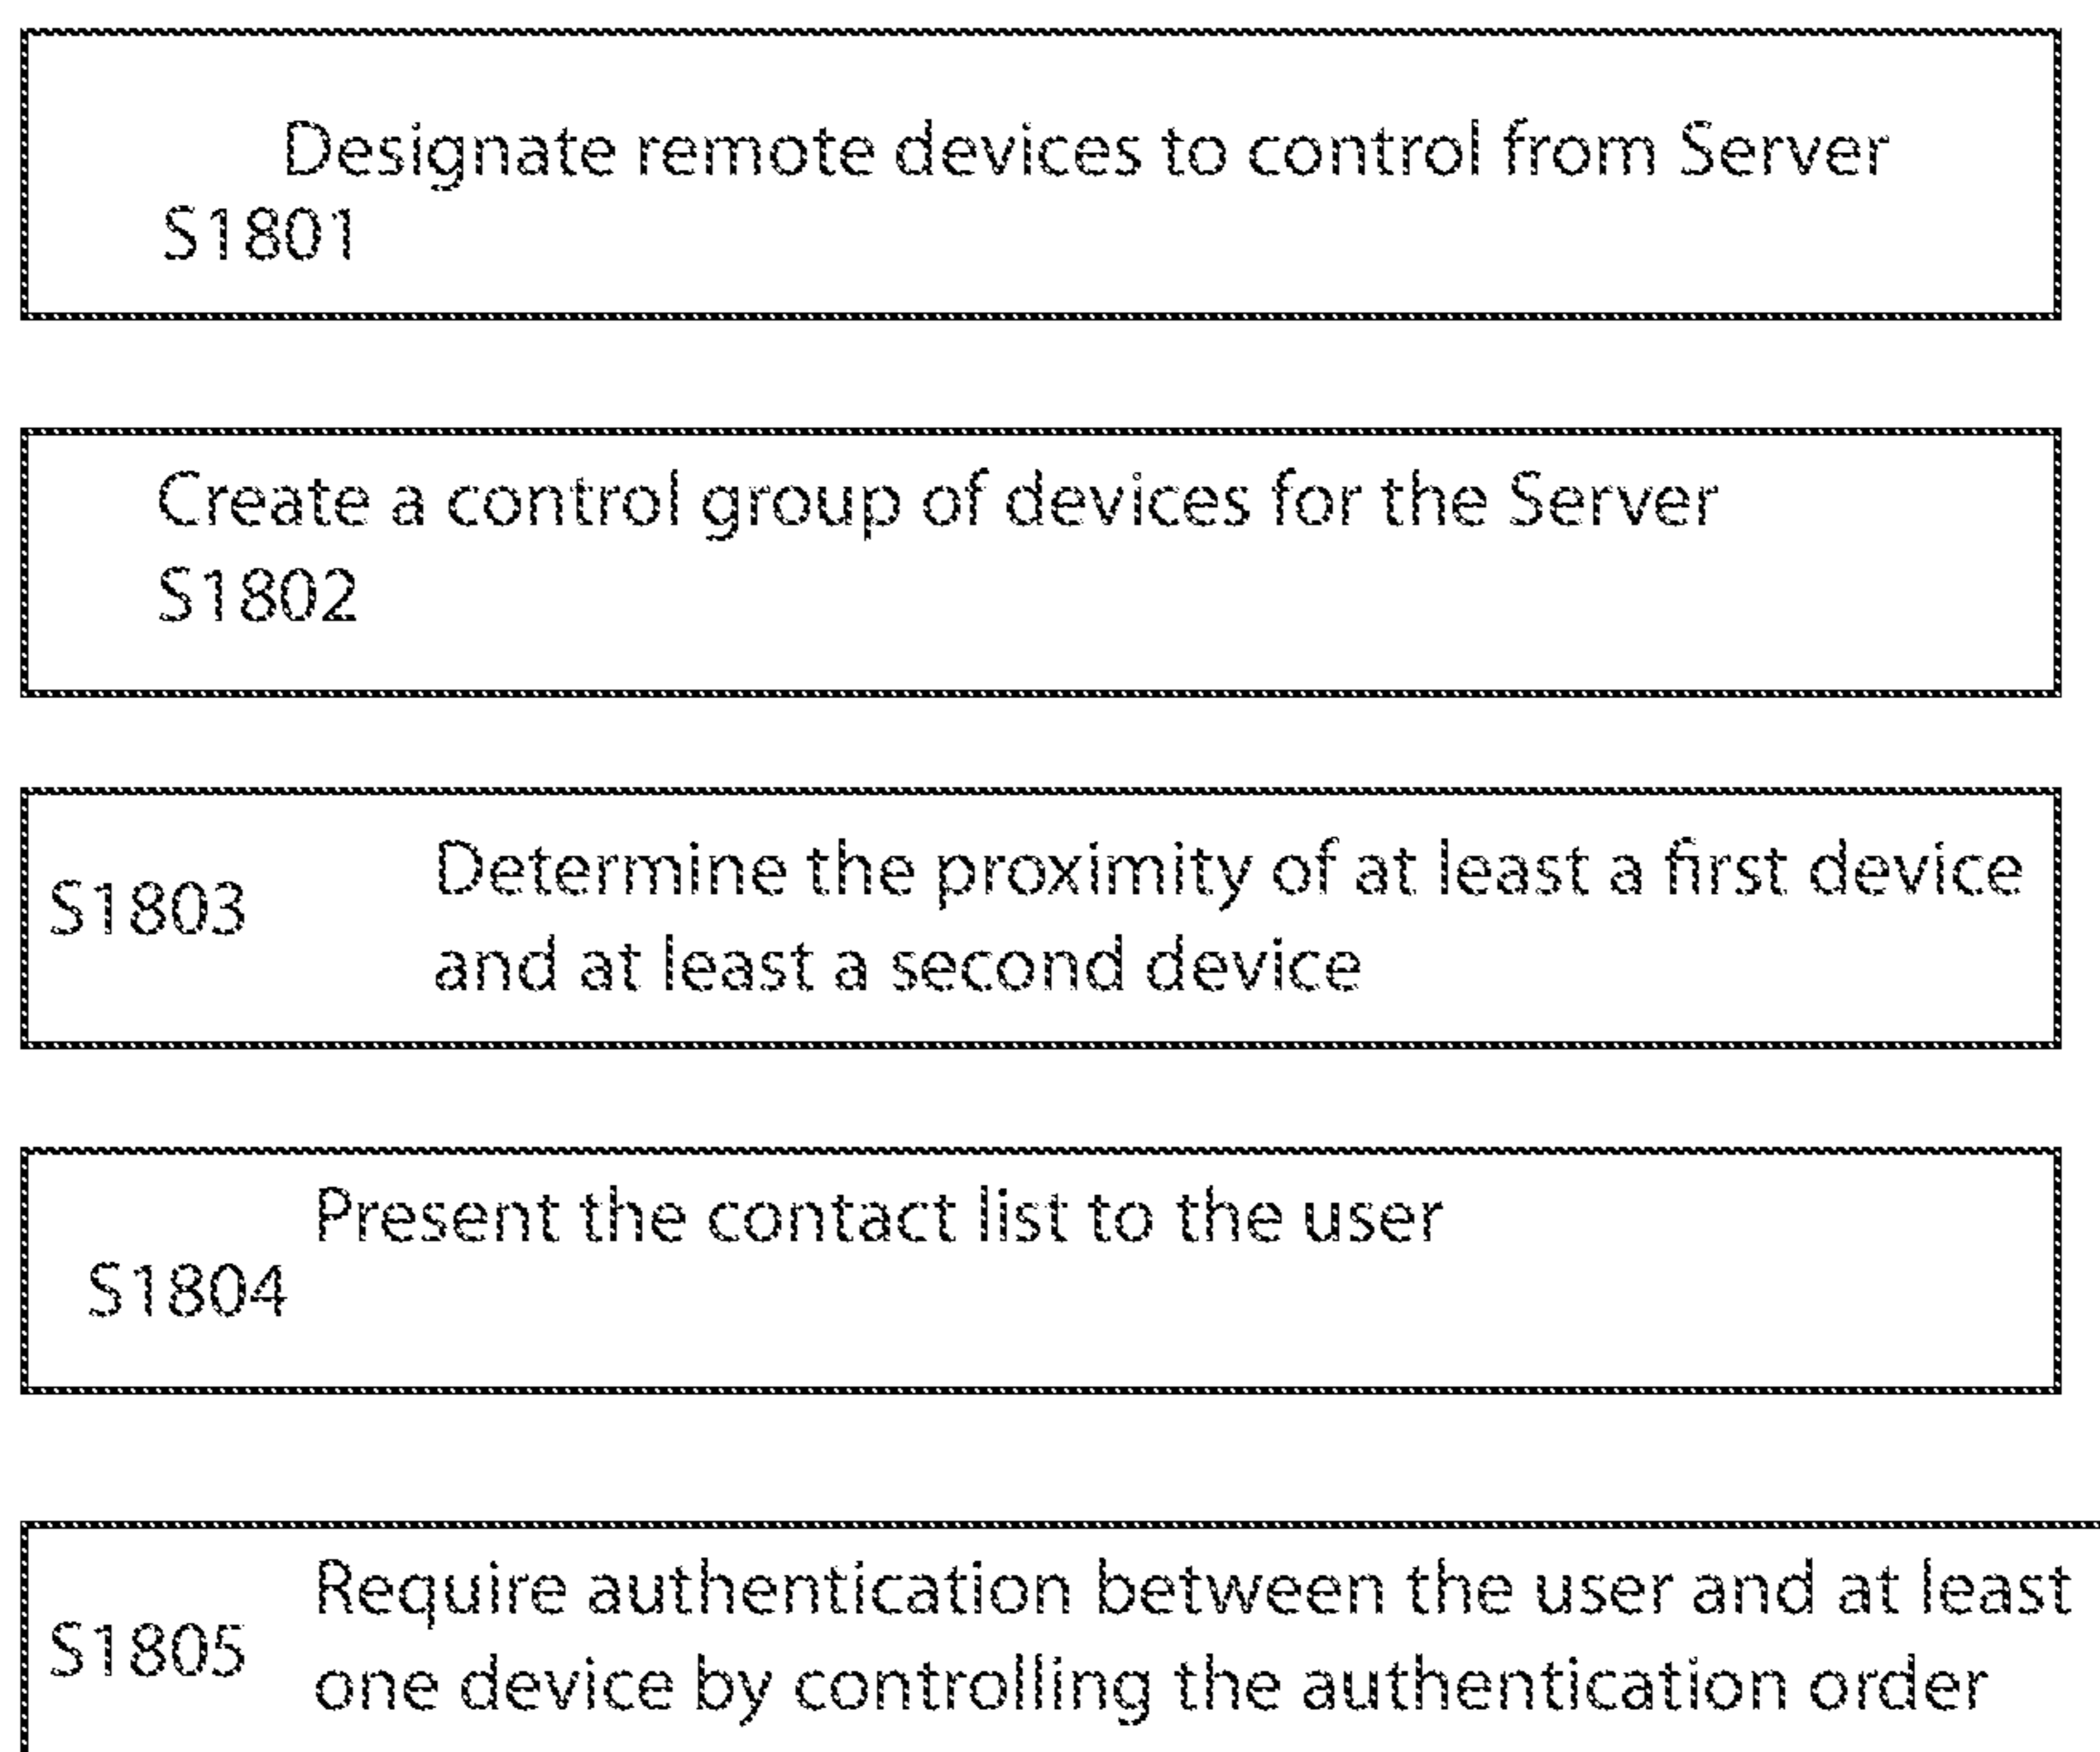 Designate remote devices to control from Server
S1801
Create a control group of devices for the Server
S1802
S1803
Determine the proximity of at least a first device
and at least a second device
Present the contact list to the user
S1804
S1805
Require authentication between the user and at least
one device by controlling the authentication order